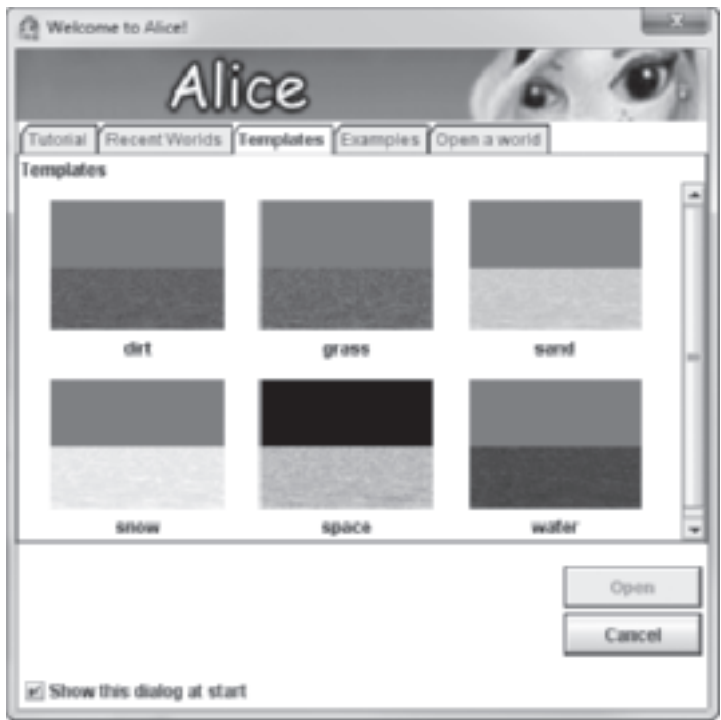 Welcome to Alice!
Alice
Tutorial Recent Worlds Templates Examples Open a world
Templates
dirt grass sand
snow space water
Open
Cancel
Show this dialog at start